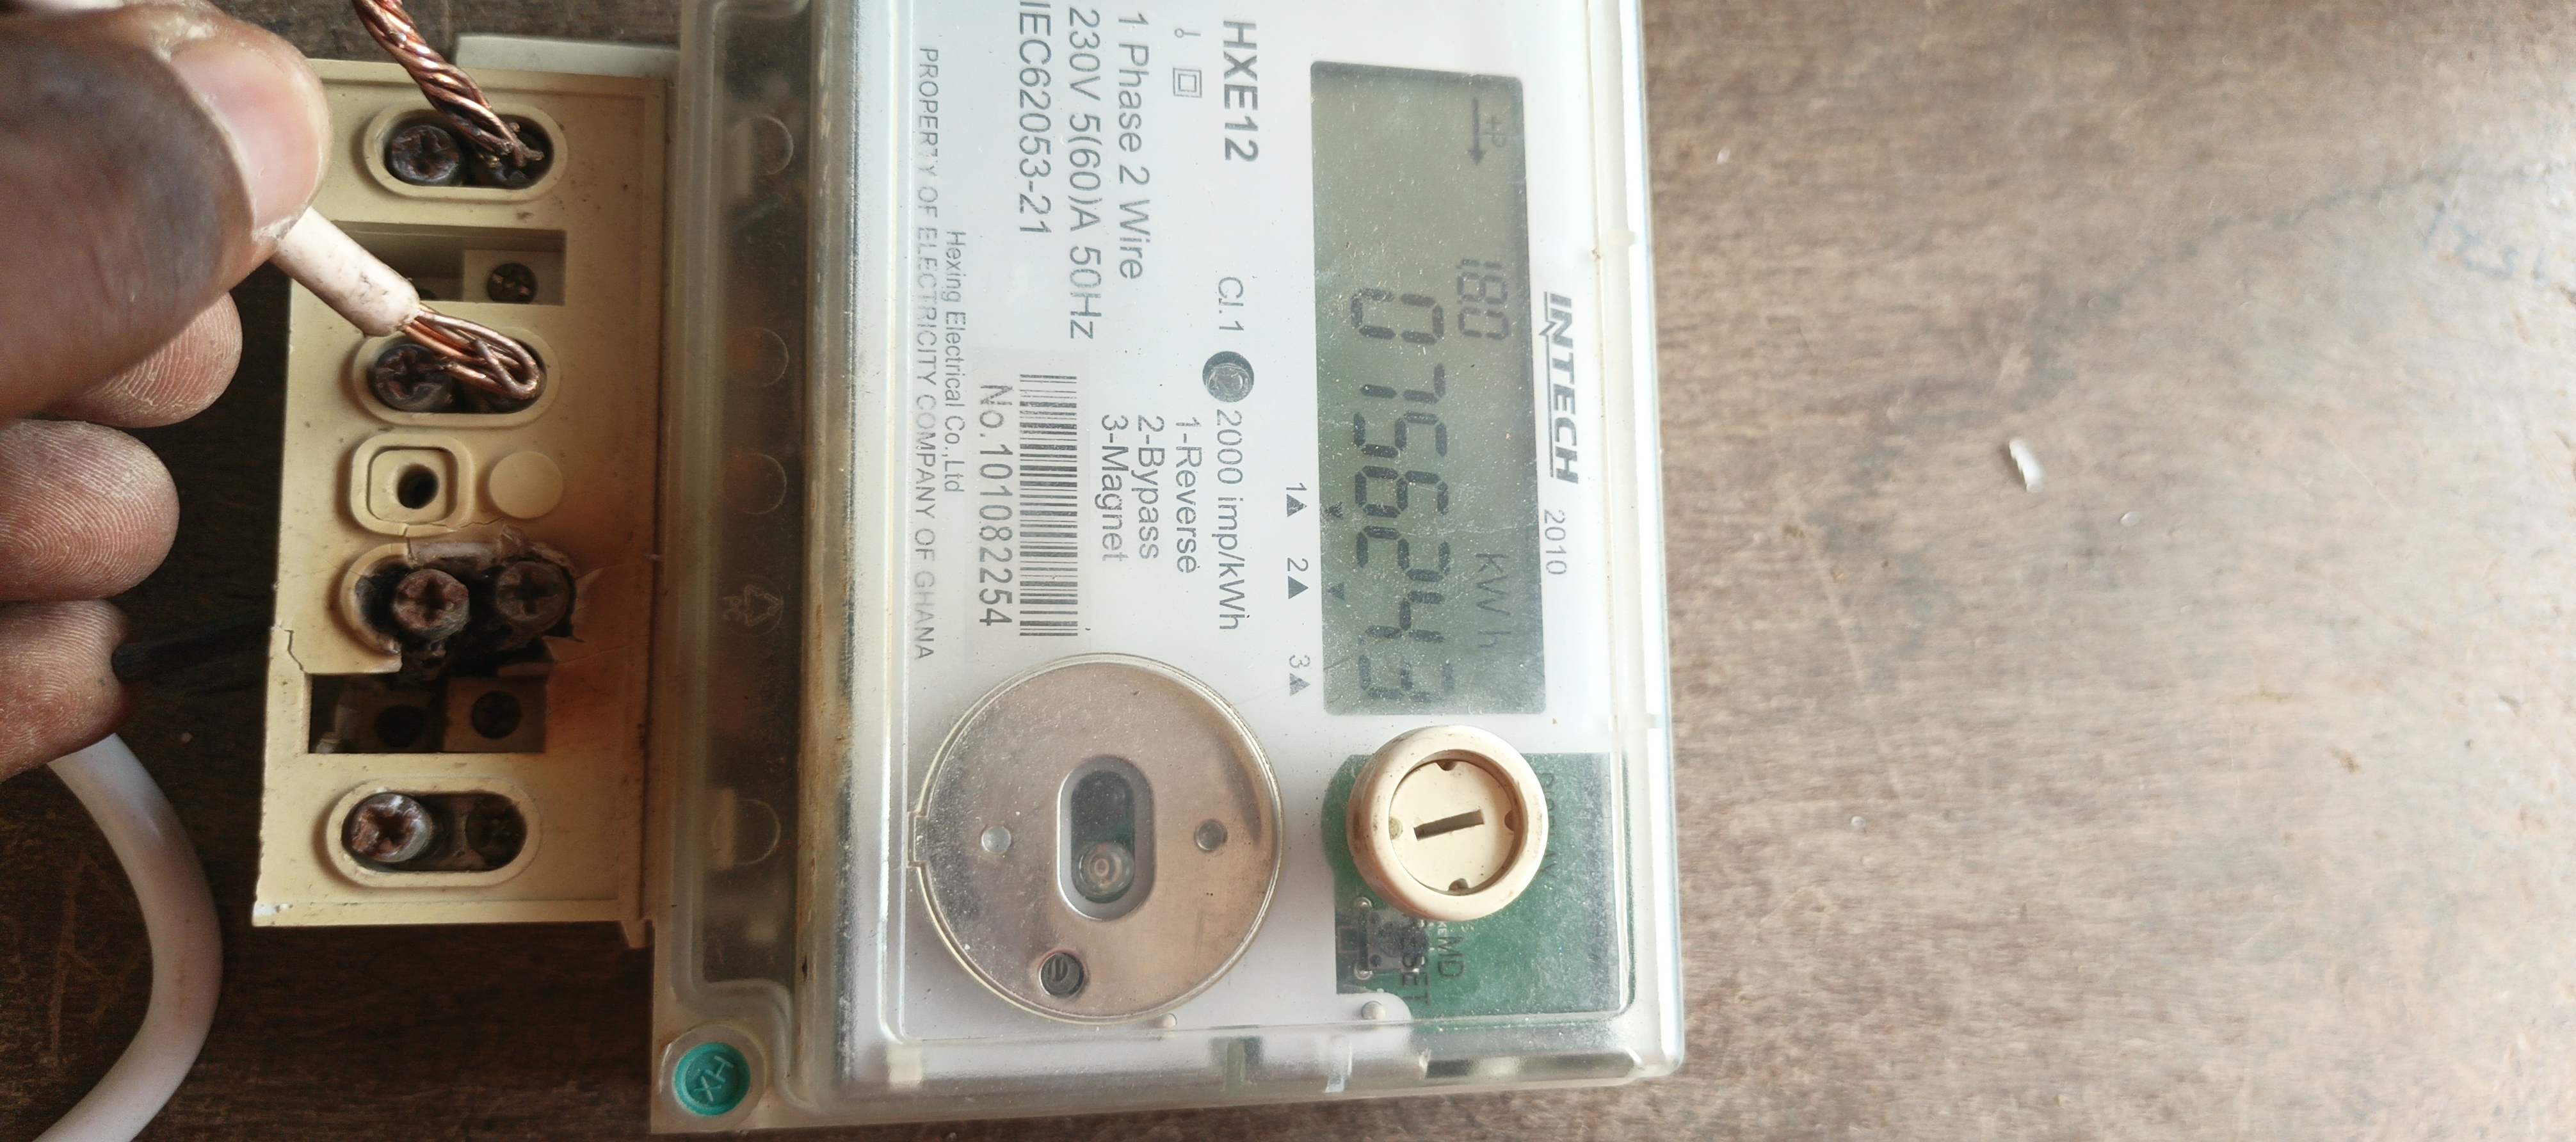 INTECH 2010
180 kWh
0756243
1▲ 2▲ 3▲
HXE12 Cl.1 2000 imp/kWh
1-Reverse
2-Bypass
3-Magnet
1 Phase 2 Wire
230V 5(60)A 50Hz
IEC62053-21
No.101082254
Hexing Electrical Co.,Ltd
PROPERTY OF ELECTRICITY COMPANY OF GHANA
MD
HX